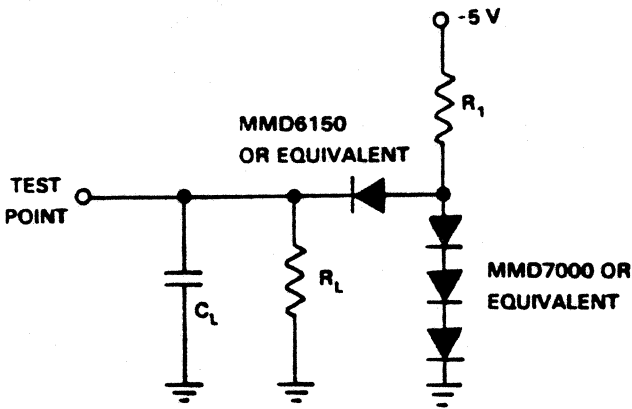 -5 V
R1
MMD6150
OR EQUIVALENT
TEST
POINT
CL
RL
MMD7000 OR
EQUIVALENT